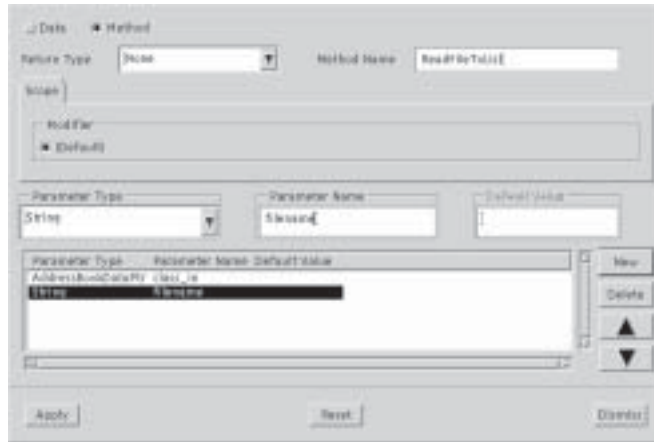 Data Method
Return Type None Method Name ReadFileToList
Scope
Modifier
(Default)
Parameter Type Parameter Name Default Value
String filename
Parameter Type Parameter Name Default Value
class_in
String filename
New
Delete
Apply Reset Dismiss